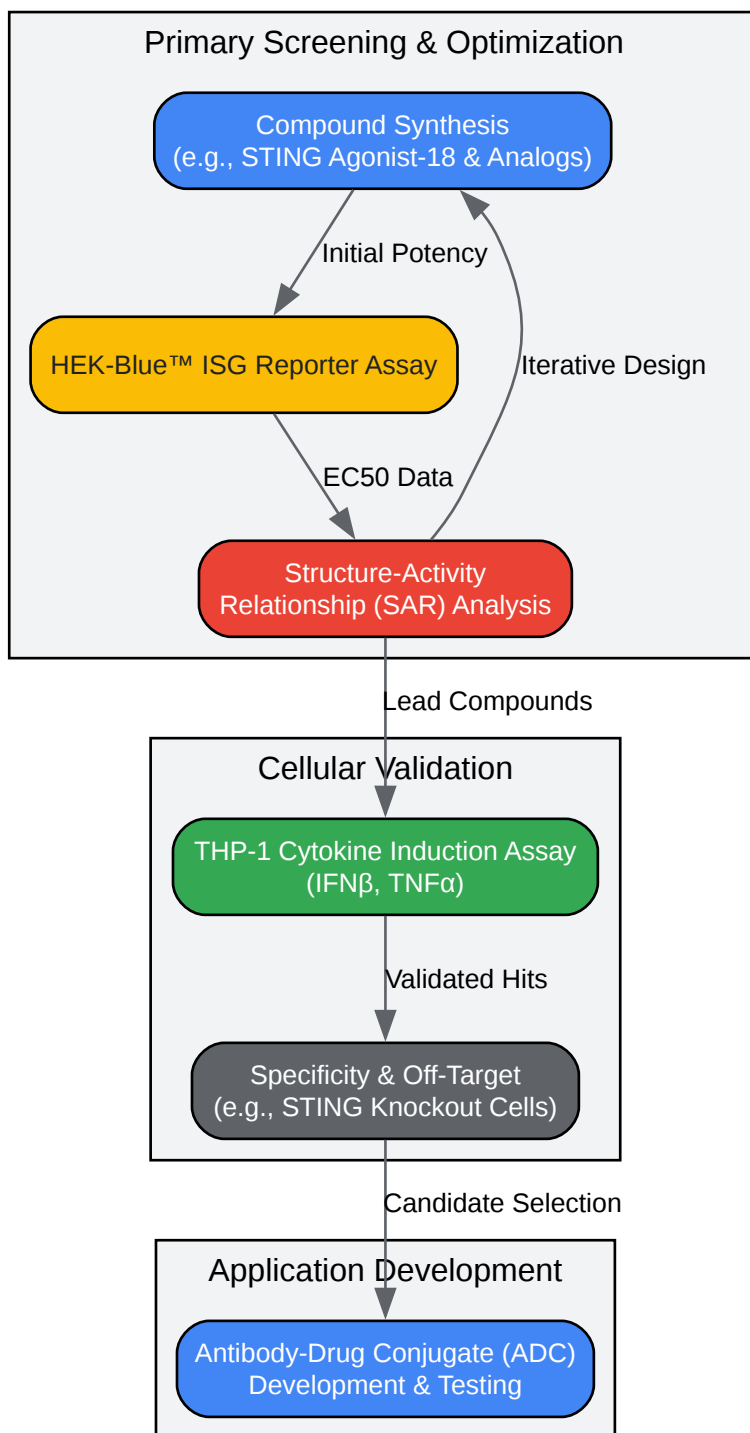 Primary Screening & Optimization
Compound Synthesis
(e.g., STING Agonist-18 & Analogs)
Initial Potency
HEK-Blue™ ISG Reporter Assay
Iterative Design
EC50 Data
Structure-Activity
Relationship (SAR) Analysis
Lead Compounds
Cellular Validation
THP-1 Cytokine Induction Assay
(IFNβ, TNFα)
Validated Hits
Specificity & Off-Target
(e.g., STING Knockout Cells)
Candidate Selection
Application Development
Antibody-Drug Conjugate (ADC)
Development & Testing